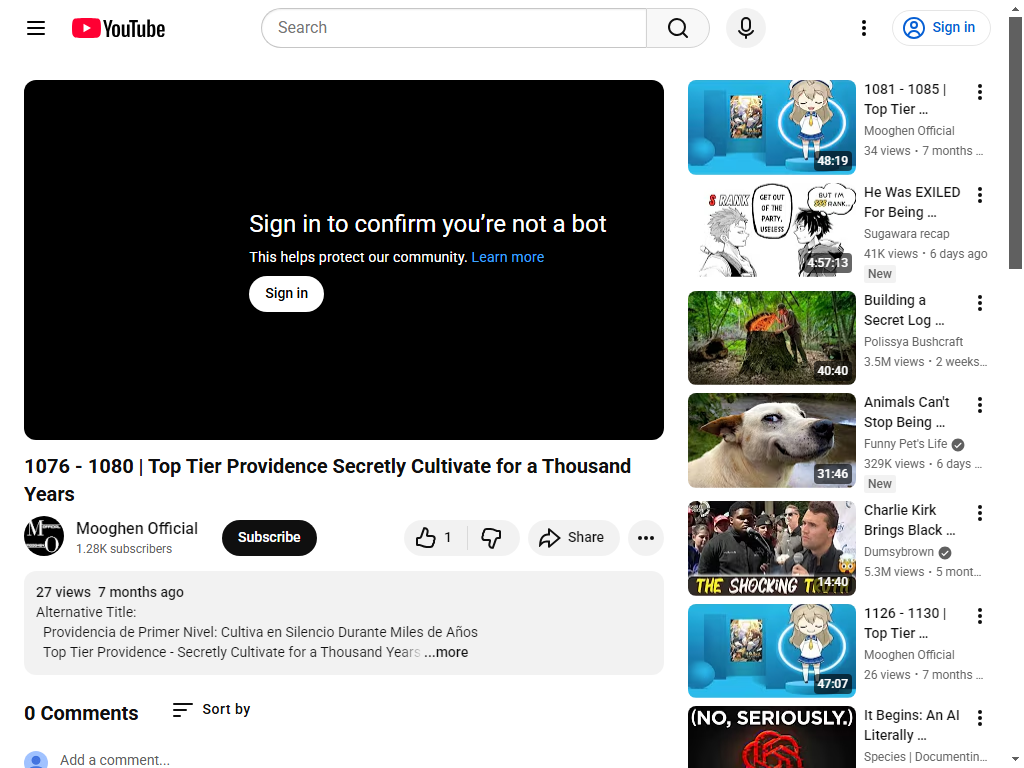 YouTube
Search
Sign in
Sign in to confirm you’re not a bot
This helps protect our community. Learn more
Sign in
1076 - 1080 | Top Tier Providence Secretly Cultivate for a Thousand
Years
Mooghen Official
1.28K subscribers
Subscribe
1
Share
27 views 7 months ago
Alternative Title:
Providencia de Primer Nivel: Cultiva en Silencio Durante Miles de Años
Top Tier Providence - Secretly Cultivate for a Thousand Years ...more
0 Comments
Sort by
Add a comment...
48:19
1081 - 1085 |
Top Tier ...
Mooghen Official
34 views • 7 months ...
S RANK
GET OUT
OF THE
PARTY,
USELESS
BUT I'M
SSS RANK...
4:57:13
He Was EXILED
For Being ...
Sugawara recap
41K views • 6 days ago
New
40:40
Building a
Secret Log ...
Polissya Bushcraft
3.5M views • 2 weeks...
31:46
Animals Can't
Stop Being ...
Funny Pet's Life
329K views • 6 days ...
New
THE SHOCKING
14:40
Charlie Kirk
Brings Black ...
Dumsybrown
5.3M views • 5 mont...
47:07
1126 - 1130 |
Top Tier ...
Mooghen Official
26 views • 7 months ...
(NO, SERIOUSLY.)
It Begins: An AI
Literally ...
Species | Documentin...